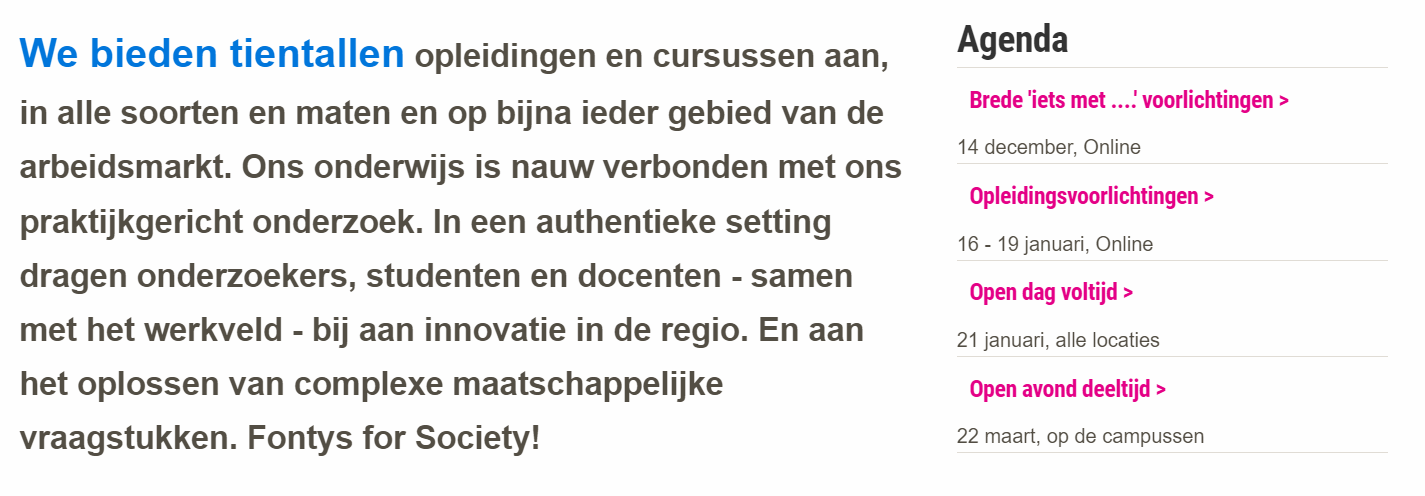 We bieden tientallen opleidingen en cursussen aan,
in alle soorten en maten en op bijna ieder gebied van de
arbeidsmarkt. Ons onderwijs is nauw verbonden met ons
praktijkgericht onderzoek. In een authentieke setting
dragen onderzoekers, studenten en docenten - samen
met het werkveld - bij aan innovatie in de regio. En aan
het oplossen van complexe maatschappelijke
vraagstukken. Fontys for Society!
Agenda
Brede 'iets met ....' voorlichtingen >
14 december, Online
Opleidingsvoorlichtingen >
16 - 19 januari, Online
Open dag voltijd >
21 januari, alle locaties
Open avond deeltijd >
22 maart, op de campussen